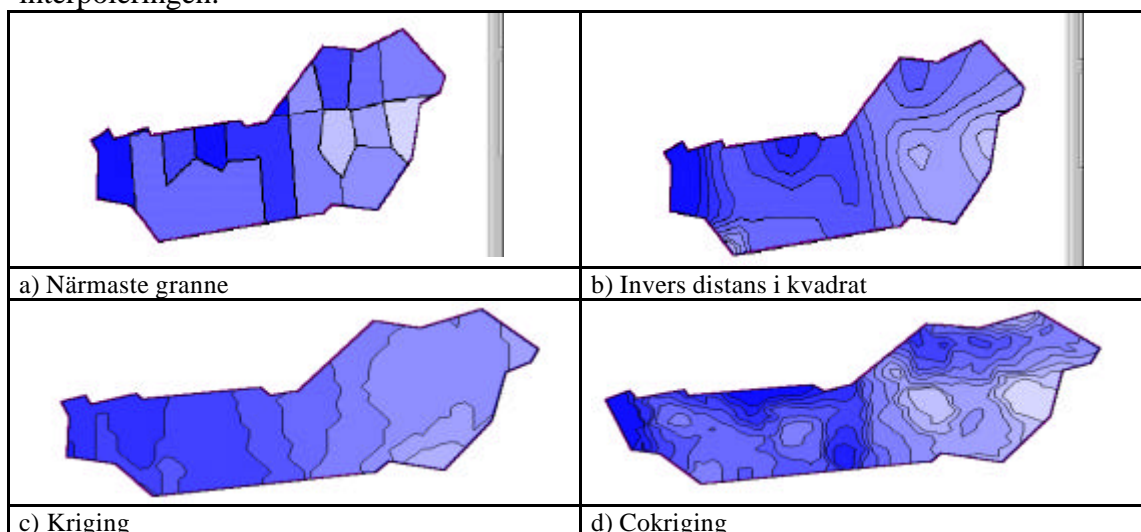 interpoleringen.
a) Närmaste granne
b) Invers distans i kvadrat
c) Kriging
d) Cokriging